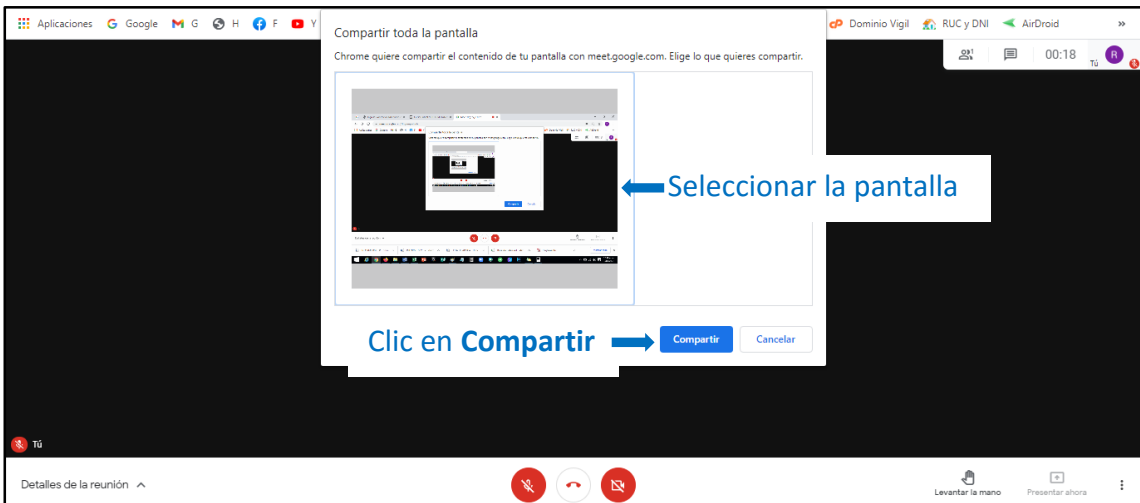 Aplicaciones G Google M G H F Y
Dominio Vigil RUC y DNI AirDroid »
Compartir toda la pantalla
Chrome quiere compartir el contenido de tu pantalla con meet.google.com. Elige lo que quieres compartir.
1 00:18 Tú R
Seleccionar la pantalla
Clic en Compartir
Compartir Cancelar
Tú
Detalles de la reunión
Levantar la mano Presentar ahora